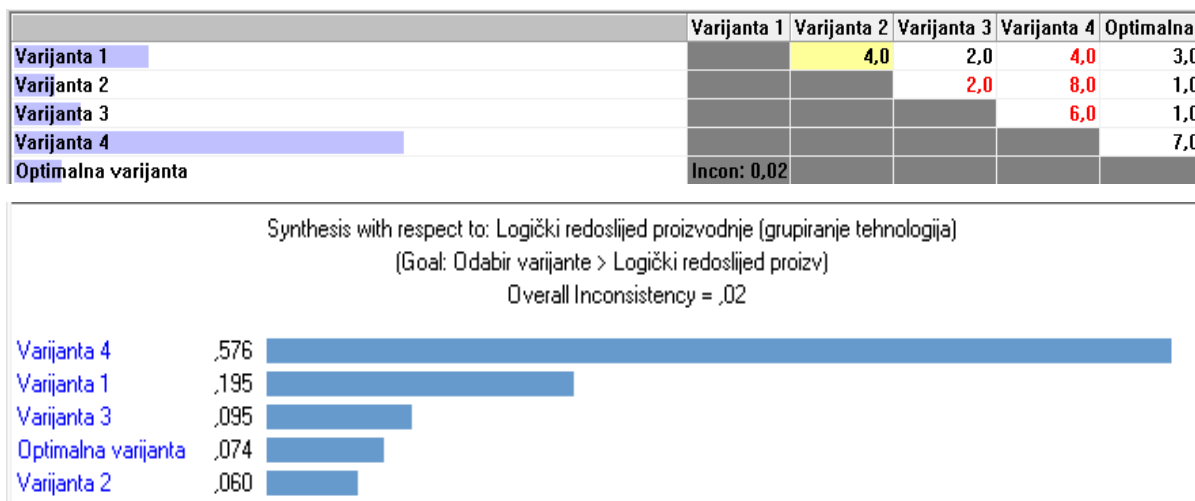 Varijanta 1 Varijanta 2 Varijanta 3 Varijanta 4 Optimalna
Varijanta 1 4,0 2,0 4,0 3,0
Varijanta 2 2,0 8,0 1,0
Varijanta 3 6,0 1,0
Varijanta 4 7,0
Optimalna varijanta Incon: 0,02
Synthesis with respect to: Logički redoslijed proizvodnje (grupiranje tehnologija)
(Goal: Odabir varijante > Logički redoslijed proizv)
Overall Inconsistency = ,02
Varijanta 4 ,576
Varijanta 1 ,195
Varijanta 3 ,095
Optimalna varijanta ,074
Varijanta 2 ,060